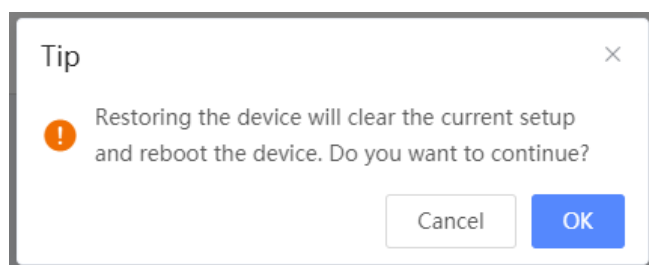 Tip
Restoring the device will clear the current setup
and reboot the device. Do you want to continue?
Cancel
OK